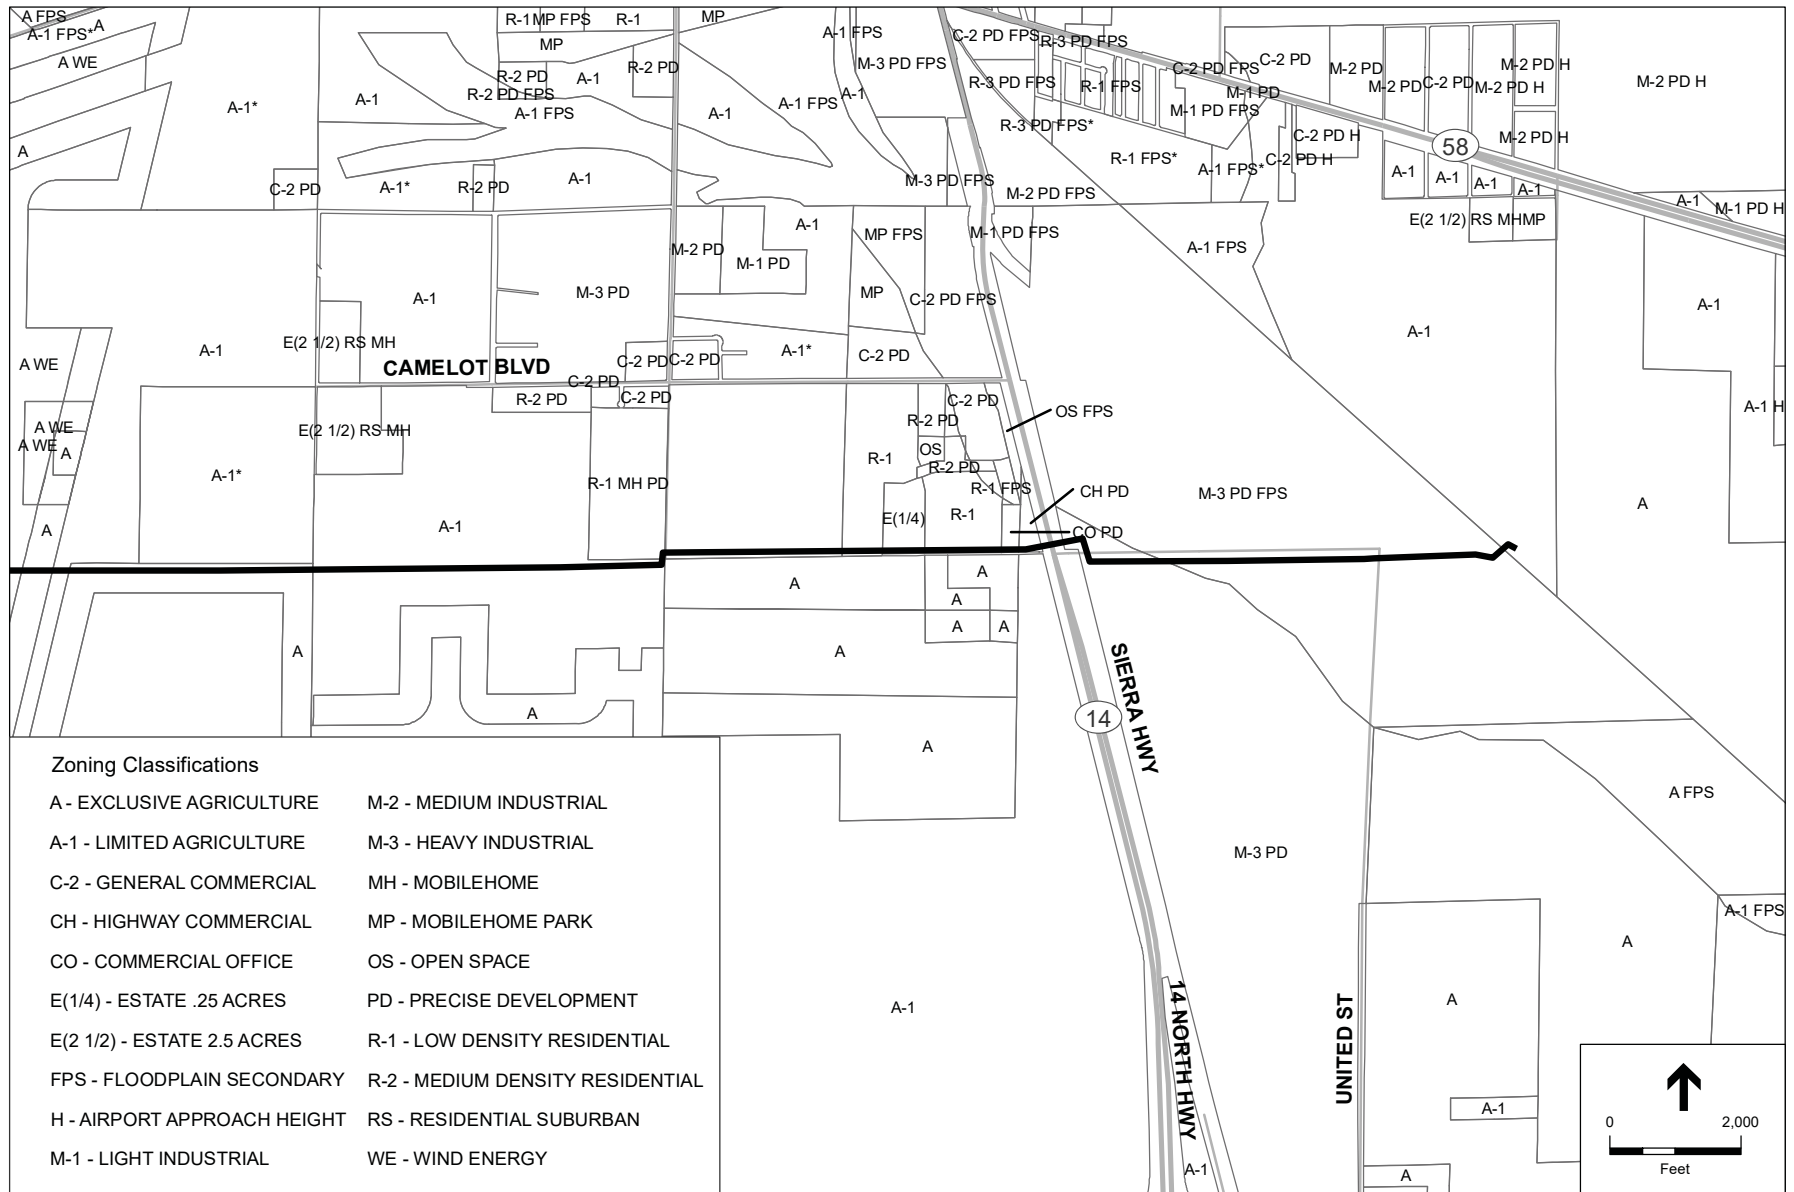 A FPS
A-1 FPS*
A
R-1
MP FPS
R-1
MP
MP
A-1 FPS
C-2 PD FPS
R-3 PD FPS
A WE
R-2 PD
A-1
R-2 PD
M-3 PD FPS
C-2 PD FPS
C-2 PD
M-2 PD
M-2 PD H
M-2 PD H
R-2 PD FPS
A-1*
A-1
A-1 FPS
A-1
A-1 FPS
A-1
R-3 PD FPS
R-1 FPS
M-1 PD
M-1 PD FPS
M-2 PD
C-2 PD
M-2 PD H
R-3 PD FPS*
C-2 PD H
M-2 PD H
58
A
R-1 FPS*
A-1 FPS*
C-2 PD H
A-1
A-1
A-1
A-1
C-2 PD
A-1*
R-2 PD
A-1
M-3 PD FPS
M-2 PD FPS
A-1
M-1 PD H
E(2 1/2) RS MH
MP
A-1
MP FPS
M-1 PD FPS
A-1 FPS
M-2 PD
M-1 PD
A-1
M-3 PD
MP
C-2 PD FPS
A-1
A-1
A-1
E(2 1/2) RS MH
A-1*
C-2 PD
A WE
CAMELOT BLVD
C-2 PD
C-2 PD
C-2 PD
R-2 PD
C-2 PD
C-2 PD
OS FPS
A-1 H
A WE
A WE
A
E(2 1/2) RS MH
R-2 PD
OS
R-2 PD
R-1
R-1 FPS
A-1*
R-1 MH PD
CH PD
M-3 PD FPS
A
A
A-1
E(1/4)
R-1
CO PD
A
A
A
A
A
A
A
A
A
SIERRA HWY
14
A FPS
M-3 PD
A-1 FPS
A
A
A-1
14 NORTH HWY
UNITED ST
A-1
A-1
A
Zoning Classifications
A - EXCLUSIVE AGRICULTURE
A-1 - LIMITED AGRICULTURE
C-2 - GENERAL COMMERCIAL
CH - HIGHWAY COMMERCIAL
CO - COMMERCIAL OFFICE
E(1/4) - ESTATE .25 ACRES
E(2 1/2) - ESTATE 2.5 ACRES
FPS - FLOODPLAIN SECONDARY
H - AIRPORT APPROACH HEIGHT
M-1 - LIGHT INDUSTRIAL
M-2 - MEDIUM INDUSTRIAL
M-3 - HEAVY INDUSTRIAL
MH - MOBILEHOME
MP - MOBILEHOME PARK
OS - OPEN SPACE
PD - PRECISE DEVELOPMENT
R-1 - LOW DENSITY RESIDENTIAL
R-2 - MEDIUM DENSITY RESIDENTIAL
RS - RESIDENTIAL SUBURBAN
WE - WIND ENERGY
0 2,000
Feet